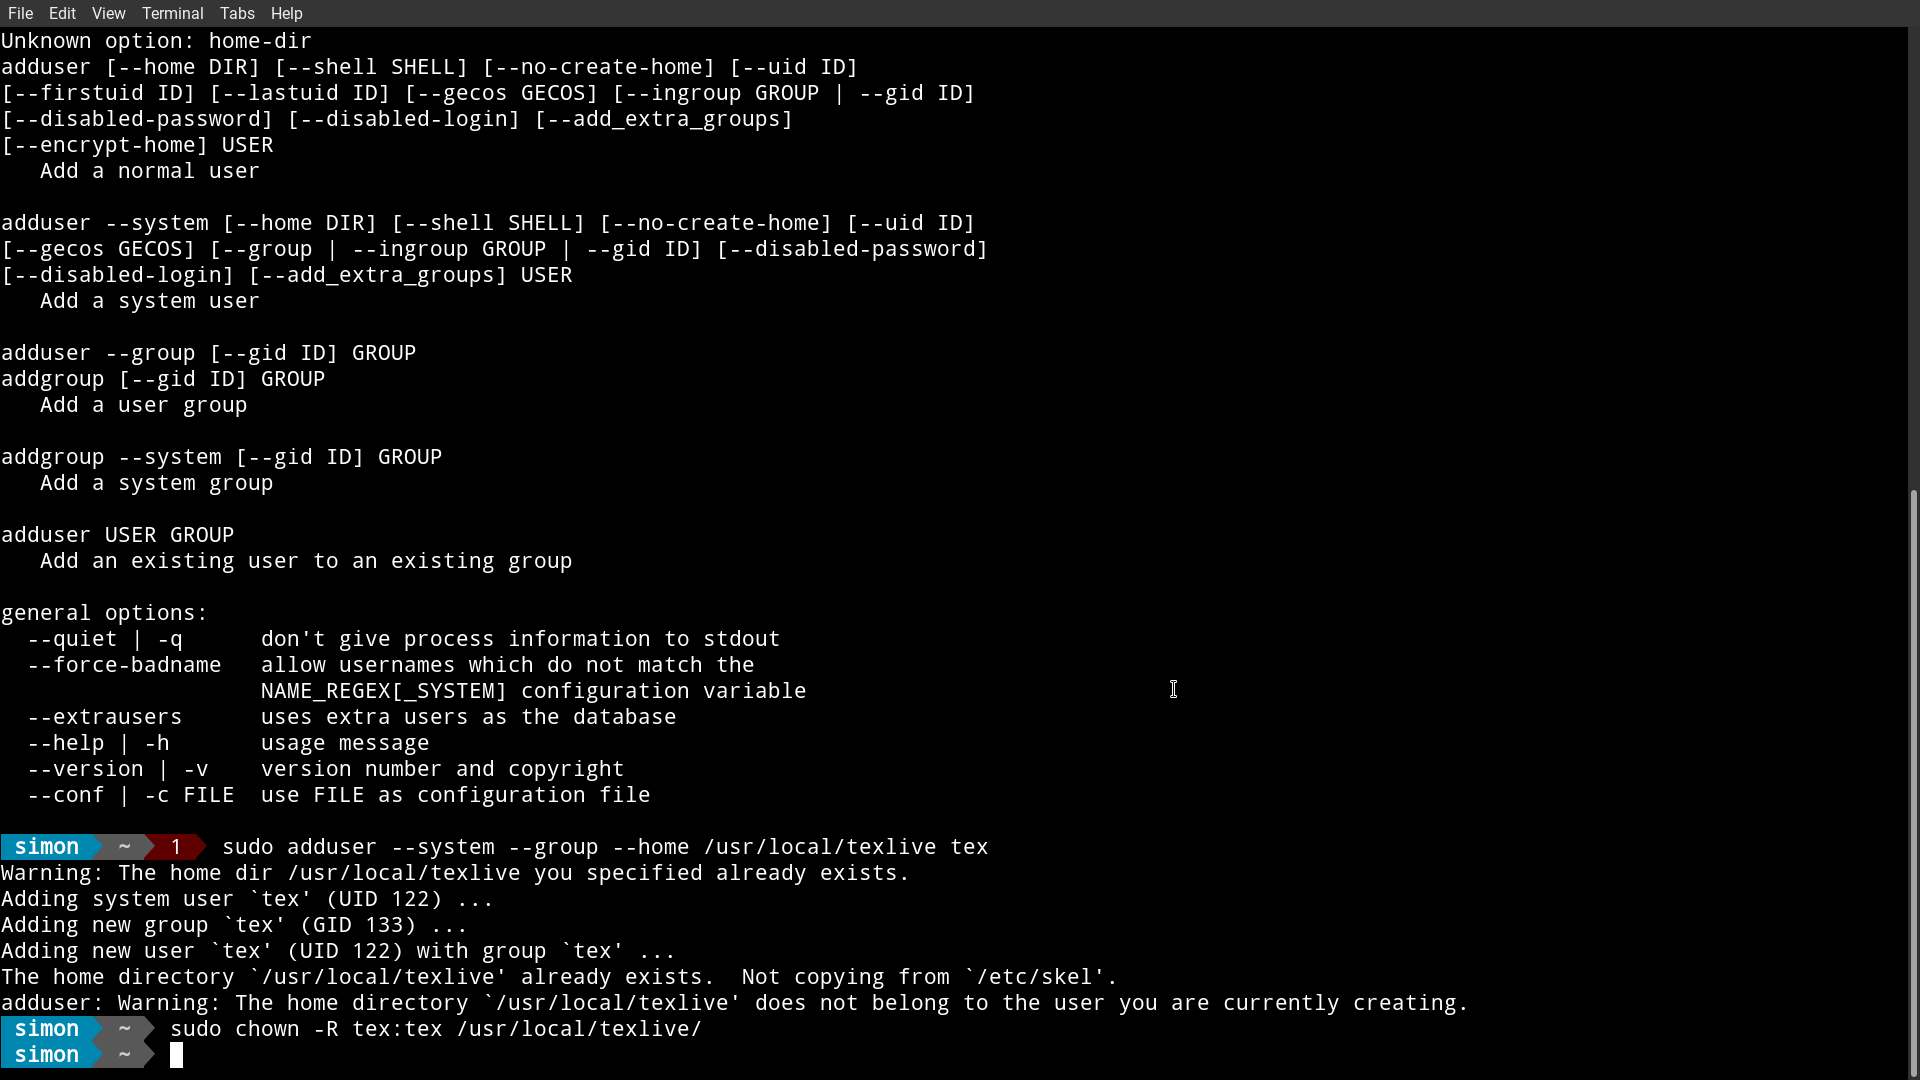 File Edit View Terminal Tabs Help
Unknown option: home-dir
adduser [--home DIR] [--shell SHELL] [--no-create-home] [--uid ID]
[--firstuid ID] [--lastuid ID] [--gecos GECOS] [--ingroup GROUP | --gid ID]
[--disabled-password] [--disabled-login] [--add_extra_groups]
[--encrypt-home] USER
   Add a normal user

adduser --system [--home DIR] [--shell SHELL] [--no-create-home] [--uid ID]
[--gecos GECOS] [--group | --ingroup GROUP | --gid ID] [--disabled-password]
[--disabled-login] [--add_extra_groups] USER
   Add a system user

adduser --group [--gid ID] GROUP
addgroup [--gid ID] GROUP
   Add a user group

addgroup --system [--gid ID] GROUP
   Add a system group

adduser USER GROUP
   Add an existing user to an existing group

general options:
  --quiet | -q      don't give process information to stdout
  --force-badname   allow usernames which do not match the
                    NAME_REGEX[_SYSTEM] configuration variable
  --extrausers      uses extra users as the database
  --help | -h       usage message
  --version | -v    version number and copyright
  --conf | -c FILE  use FILE as configuration file

simon ~ 1 sudo adduser --system --group --home /usr/local/texlive tex
Warning: The home dir /usr/local/texlive you specified already exists.
Adding system user `tex' (UID 122) ...
Adding new group `tex' (GID 133) ...
Adding new user `tex' (UID 122) with group `tex' ...
The home directory `/usr/local/texlive' already exists.  Not copying from `/etc/skel'.
adduser: Warning: The home directory `/usr/local/texlive' does not belong to the user you are currently creating.
simon ~ sudo chown -R tex:tex /usr/local/texlive/
simon ~